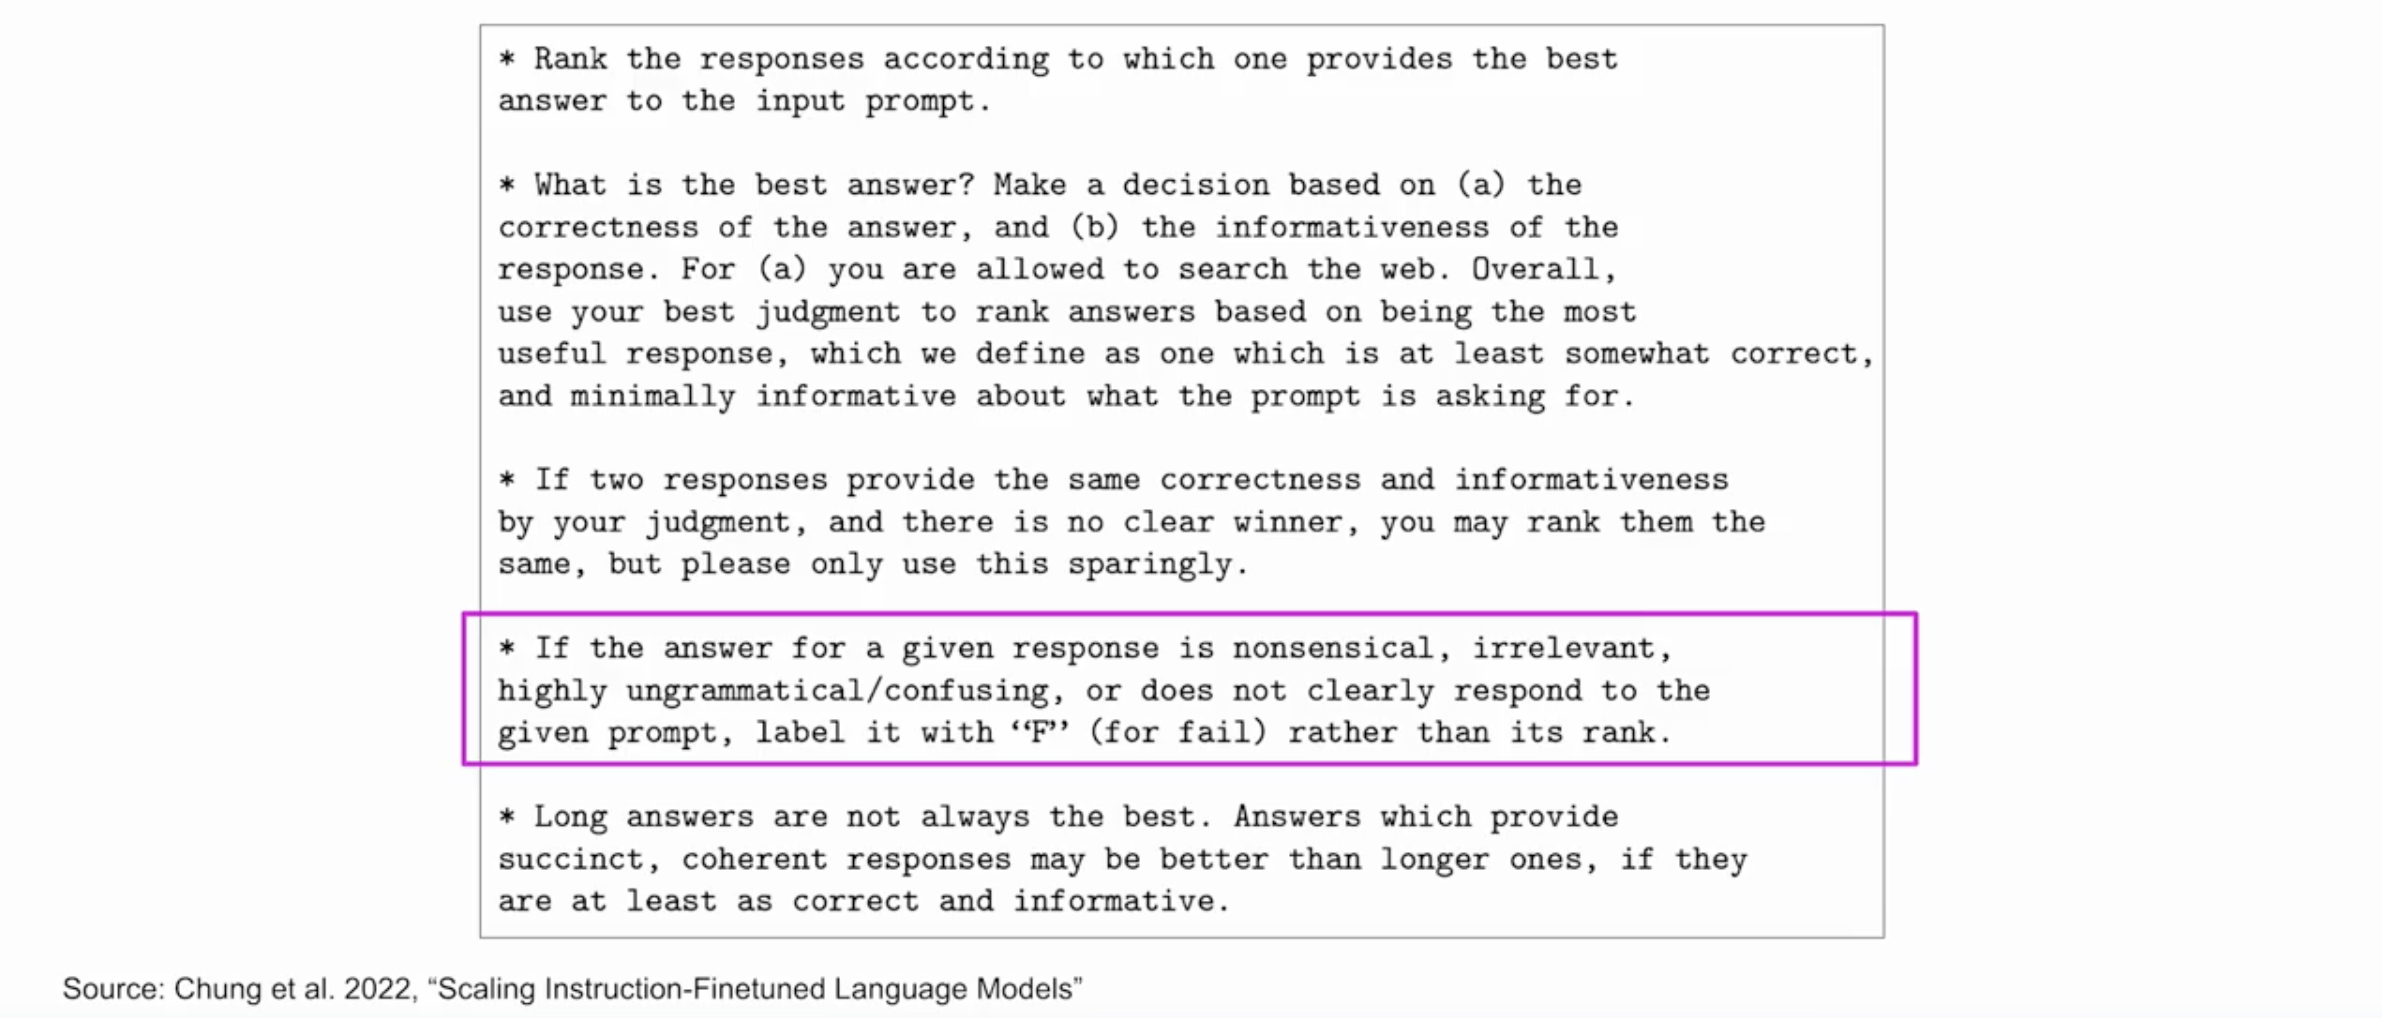 * Rank the responses according to which one provides the best
answer to the input prompt.
* What is the best answer? Make a decision based on (a) the
correctness of the answer, and (b) the informativeness of the
response. For (a) you are allowed to search the web. Overall,
use your best judgment to rank answers based on being the most
useful response, which we define as one which is at least somewhat correct,
and minimally informative about what the prompt is asking for.
* If two responses provide the same correctness and informativeness
by your judgment, and there is no clear winner, you may rank them the
same, but please only use this sparingly.
* If the answer for a given response is nonsensical, irrelevant,
highly ungrammatical/confusing, or does not clearly respond to the
given prompt, label it with “F” (for fail) rather than its rank.
* Long answers are not always the best. Answers which provide
succinct, coherent responses may be better than longer ones, if they
are at least as correct and informative.
Source: Chung et al. 2022, “Scaling Instruction-Finetuned Language Models”